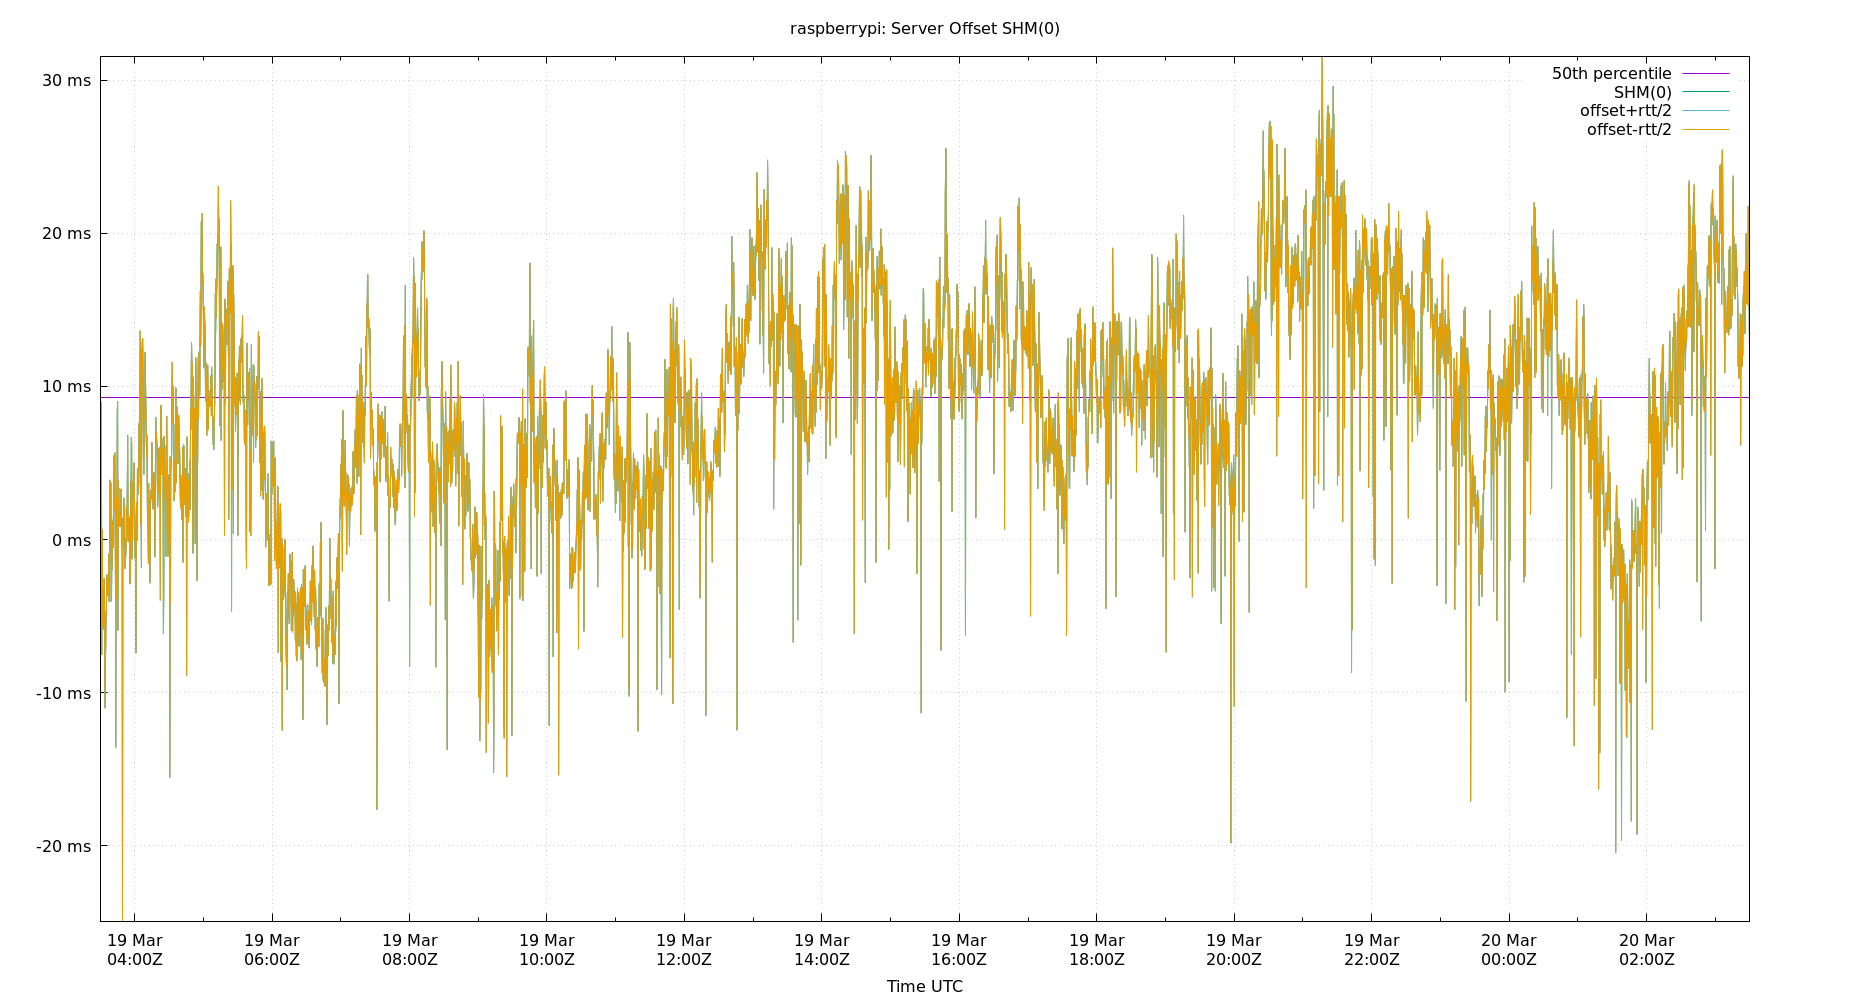 raspberrypi: Server Offset SHM(0)
50th percentile
SHM(0)
offset+rtt/2
offset-rtt/2
30 ms
20 ms
10 ms
0 ms
-10 ms
-20 ms
19 Mar 19 Mar 19 Mar 19 Mar 19 Mar 19 Mar 19 Mar 19 Mar 19 Mar 19 Mar 20 Mar 20 Mar
04:00Z 06:00Z 08:00Z 10:00Z 12:00Z 14:00Z 16:00Z 18:00Z 20:00Z 22:00Z 00:00Z 02:00Z
Time UTC